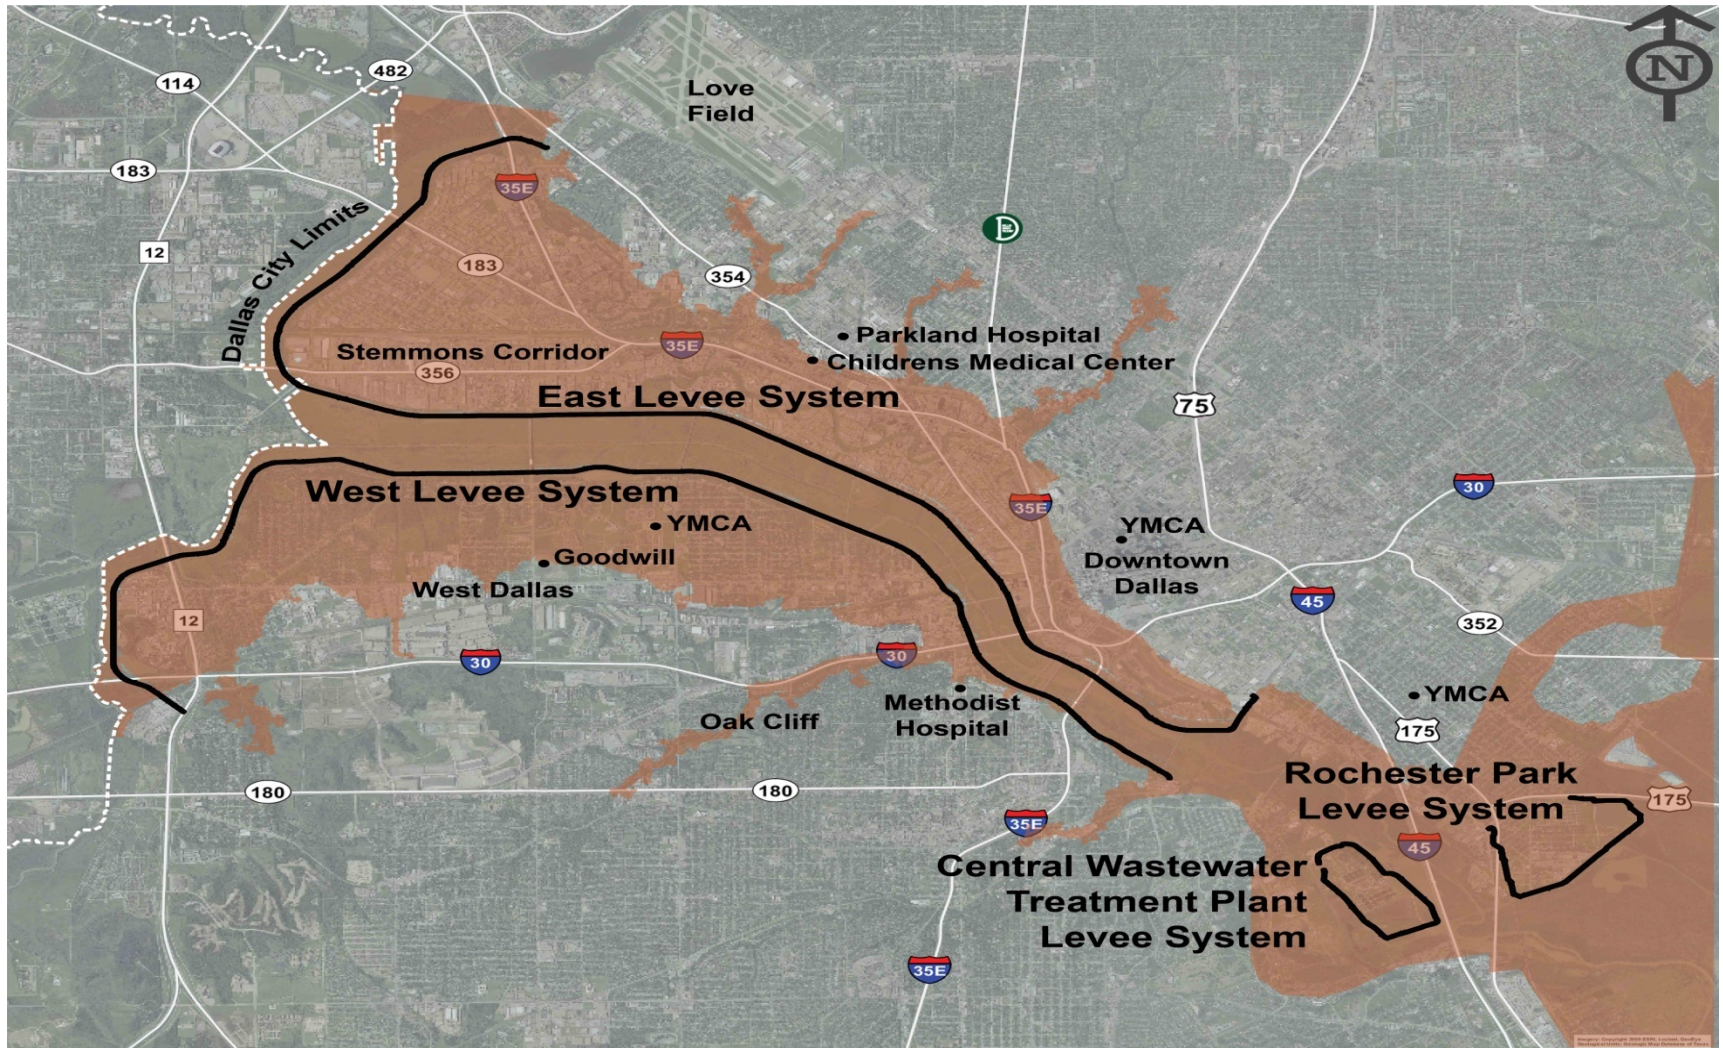 N
482
114
Love
Field
183
35E
12
Dallas City Limits
183
354
Parkland Hospital
Childrens Medical Center
35E
Stemmons Corridor
356
East Levee System
75
West Levee System
30
35E
YMCA
YMCA
Goodwill
Downtown
Dallas
West Dallas
45
12
352
30
30
Methodist
Hospital
Oak Cliff
YMCA
175
Rochester Park
Levee System
180
180
175
35E
45
Central Wastewater
Treatment Plant
Levee System
35E